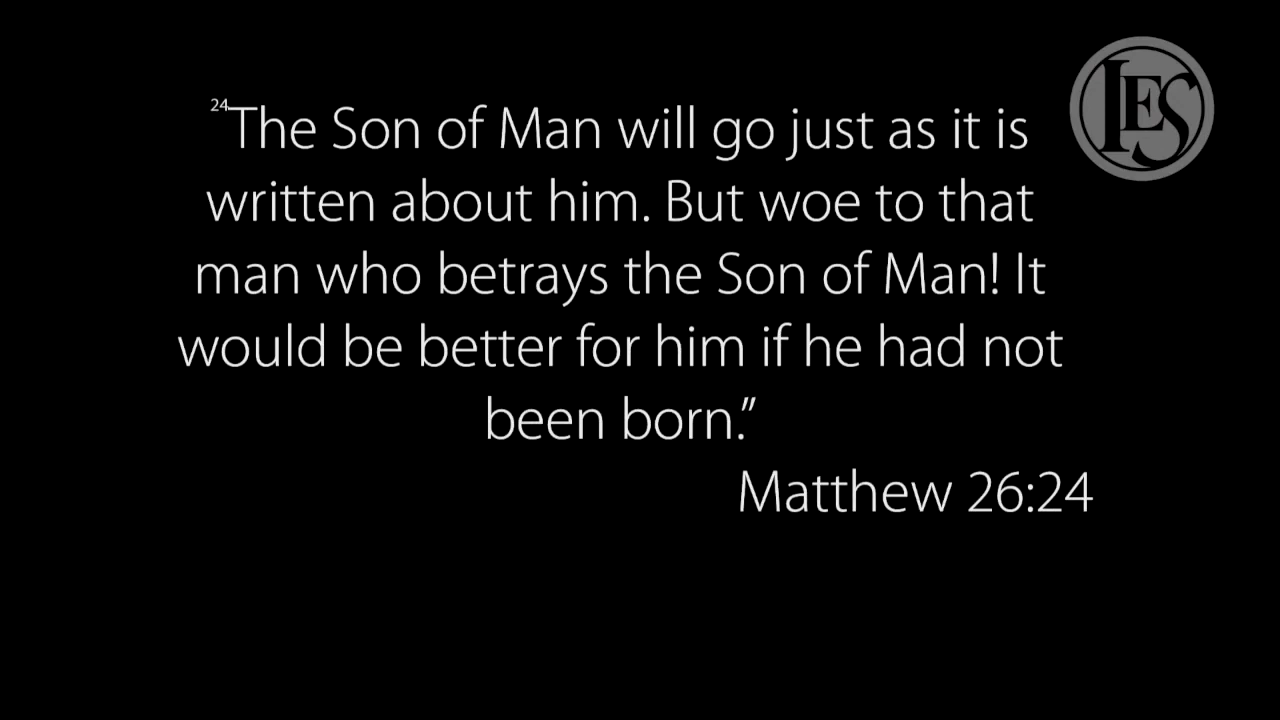 LES
24The Son of Man will go just as it is
written about him. But woe to that
man who betrays the Son of Man! It
would be better for him if he had not
been born.”
Matthew 26:24